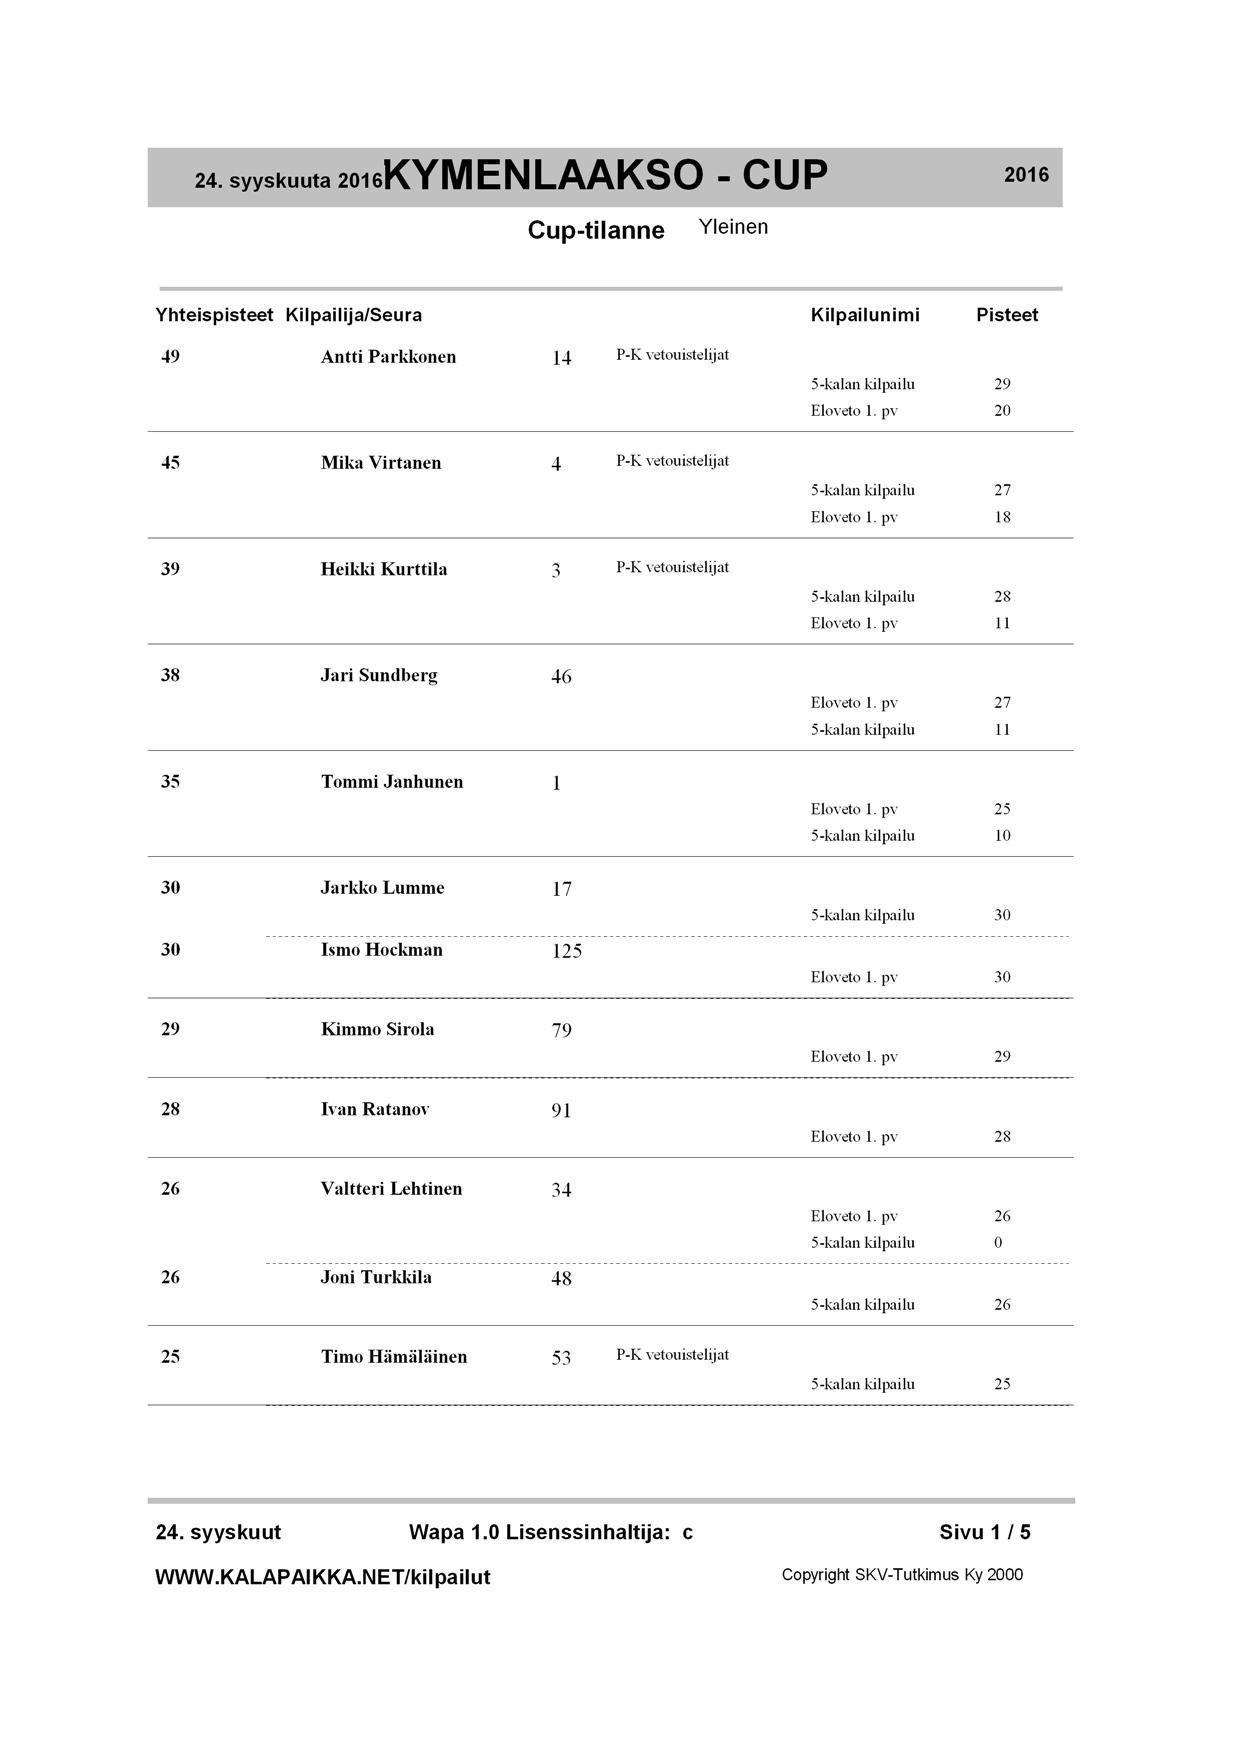 24. syyskuuta 2016 KYMENLAAKSO - CUP 2016
Cup-tilanne Yleinen
Yhteispisteet Kilpailija/Seura Kilpailunimi Pisteet
49 Antti Parkkonen 14 P-K vetouistelijat
5-kalan kilpailu 29
Eloveto 1. pv 20
45 Mika Virtanen 4 P-K vetouistelijat
5-kalan kilpailu 27
Eloveto 1. pv 18
39 Heikki Kurttila 3 P-K vetouistelijat
5-kalan kilpailu 28
Eloveto 1. pv 11
38 Jari Sundberg 46
Eloveto 1. pv 27
5-kalan kilpailu 11
35 Tommi Janhunen 1
Eloveto 1. pv 25
5-kalan kilpailu 10
30 Jarkko Lumme 17
5-kalan kilpailu 30
30 Ismo Hockman 125
Eloveto 1. pv 30
29 Kimmo Sirola 79
Eloveto 1. pv 29
28 Ivan Ratanov 91
Eloveto 1. pv 28
26 Valtteri Lehtinen 34
Eloveto 1. pv 26
5-kalan kilpailu 0
26 Joni Turkkila 48
5-kalan kilpailu 26
25 Timo Hämäläinen 53 P-K vetouistelijat
5-kalan kilpailu 25
24. syyskuut Wapa 1.0 Lisenssinhaltija: c Sivu 1 / 5
WWW.KALAPAIKKA.NET/kilpailut Copyright SKV-Tutkimus Ky 2000